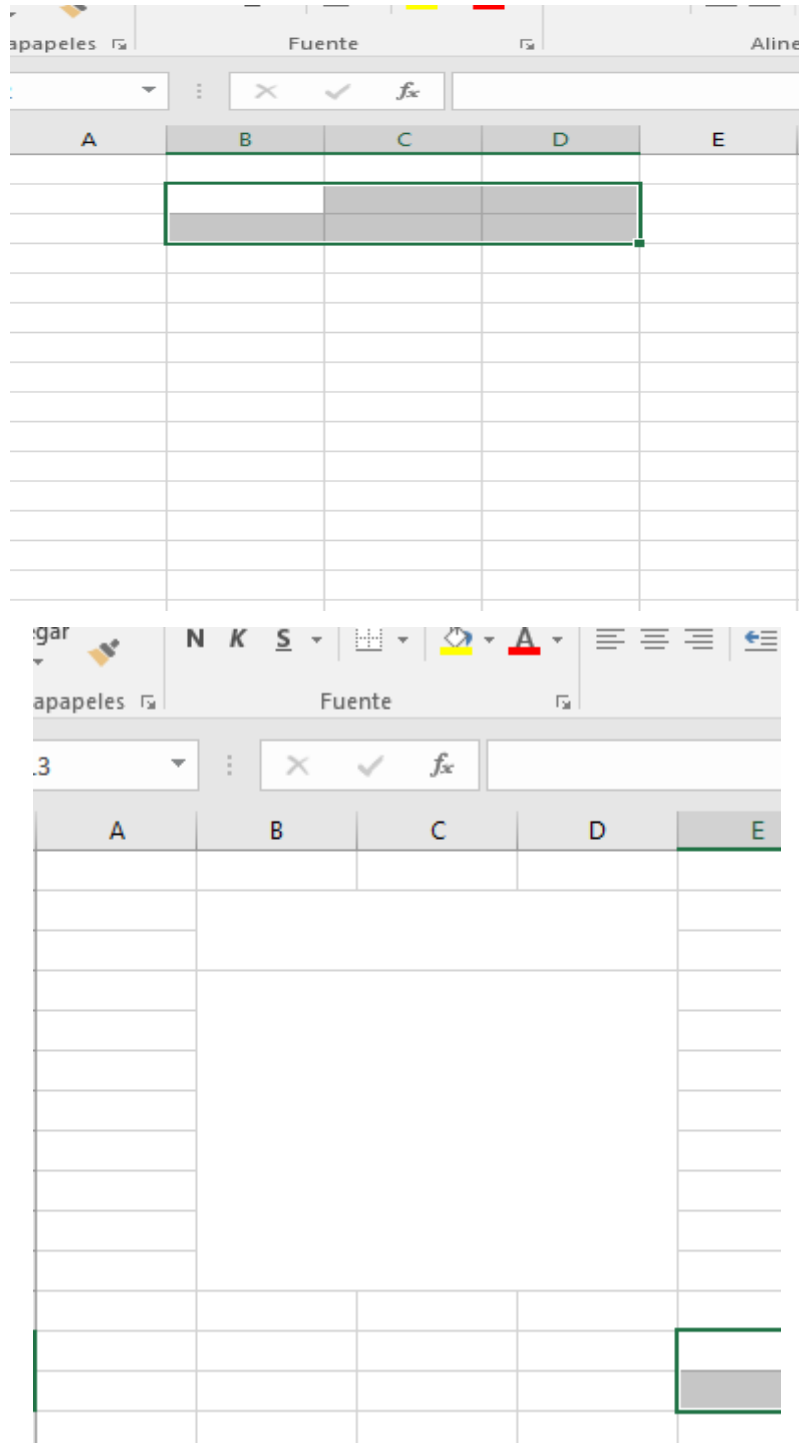 apapeles Fuente Aline
fx
A B C D E
egar N K S A
apapeles Fuente
.3 fx
A B C D E